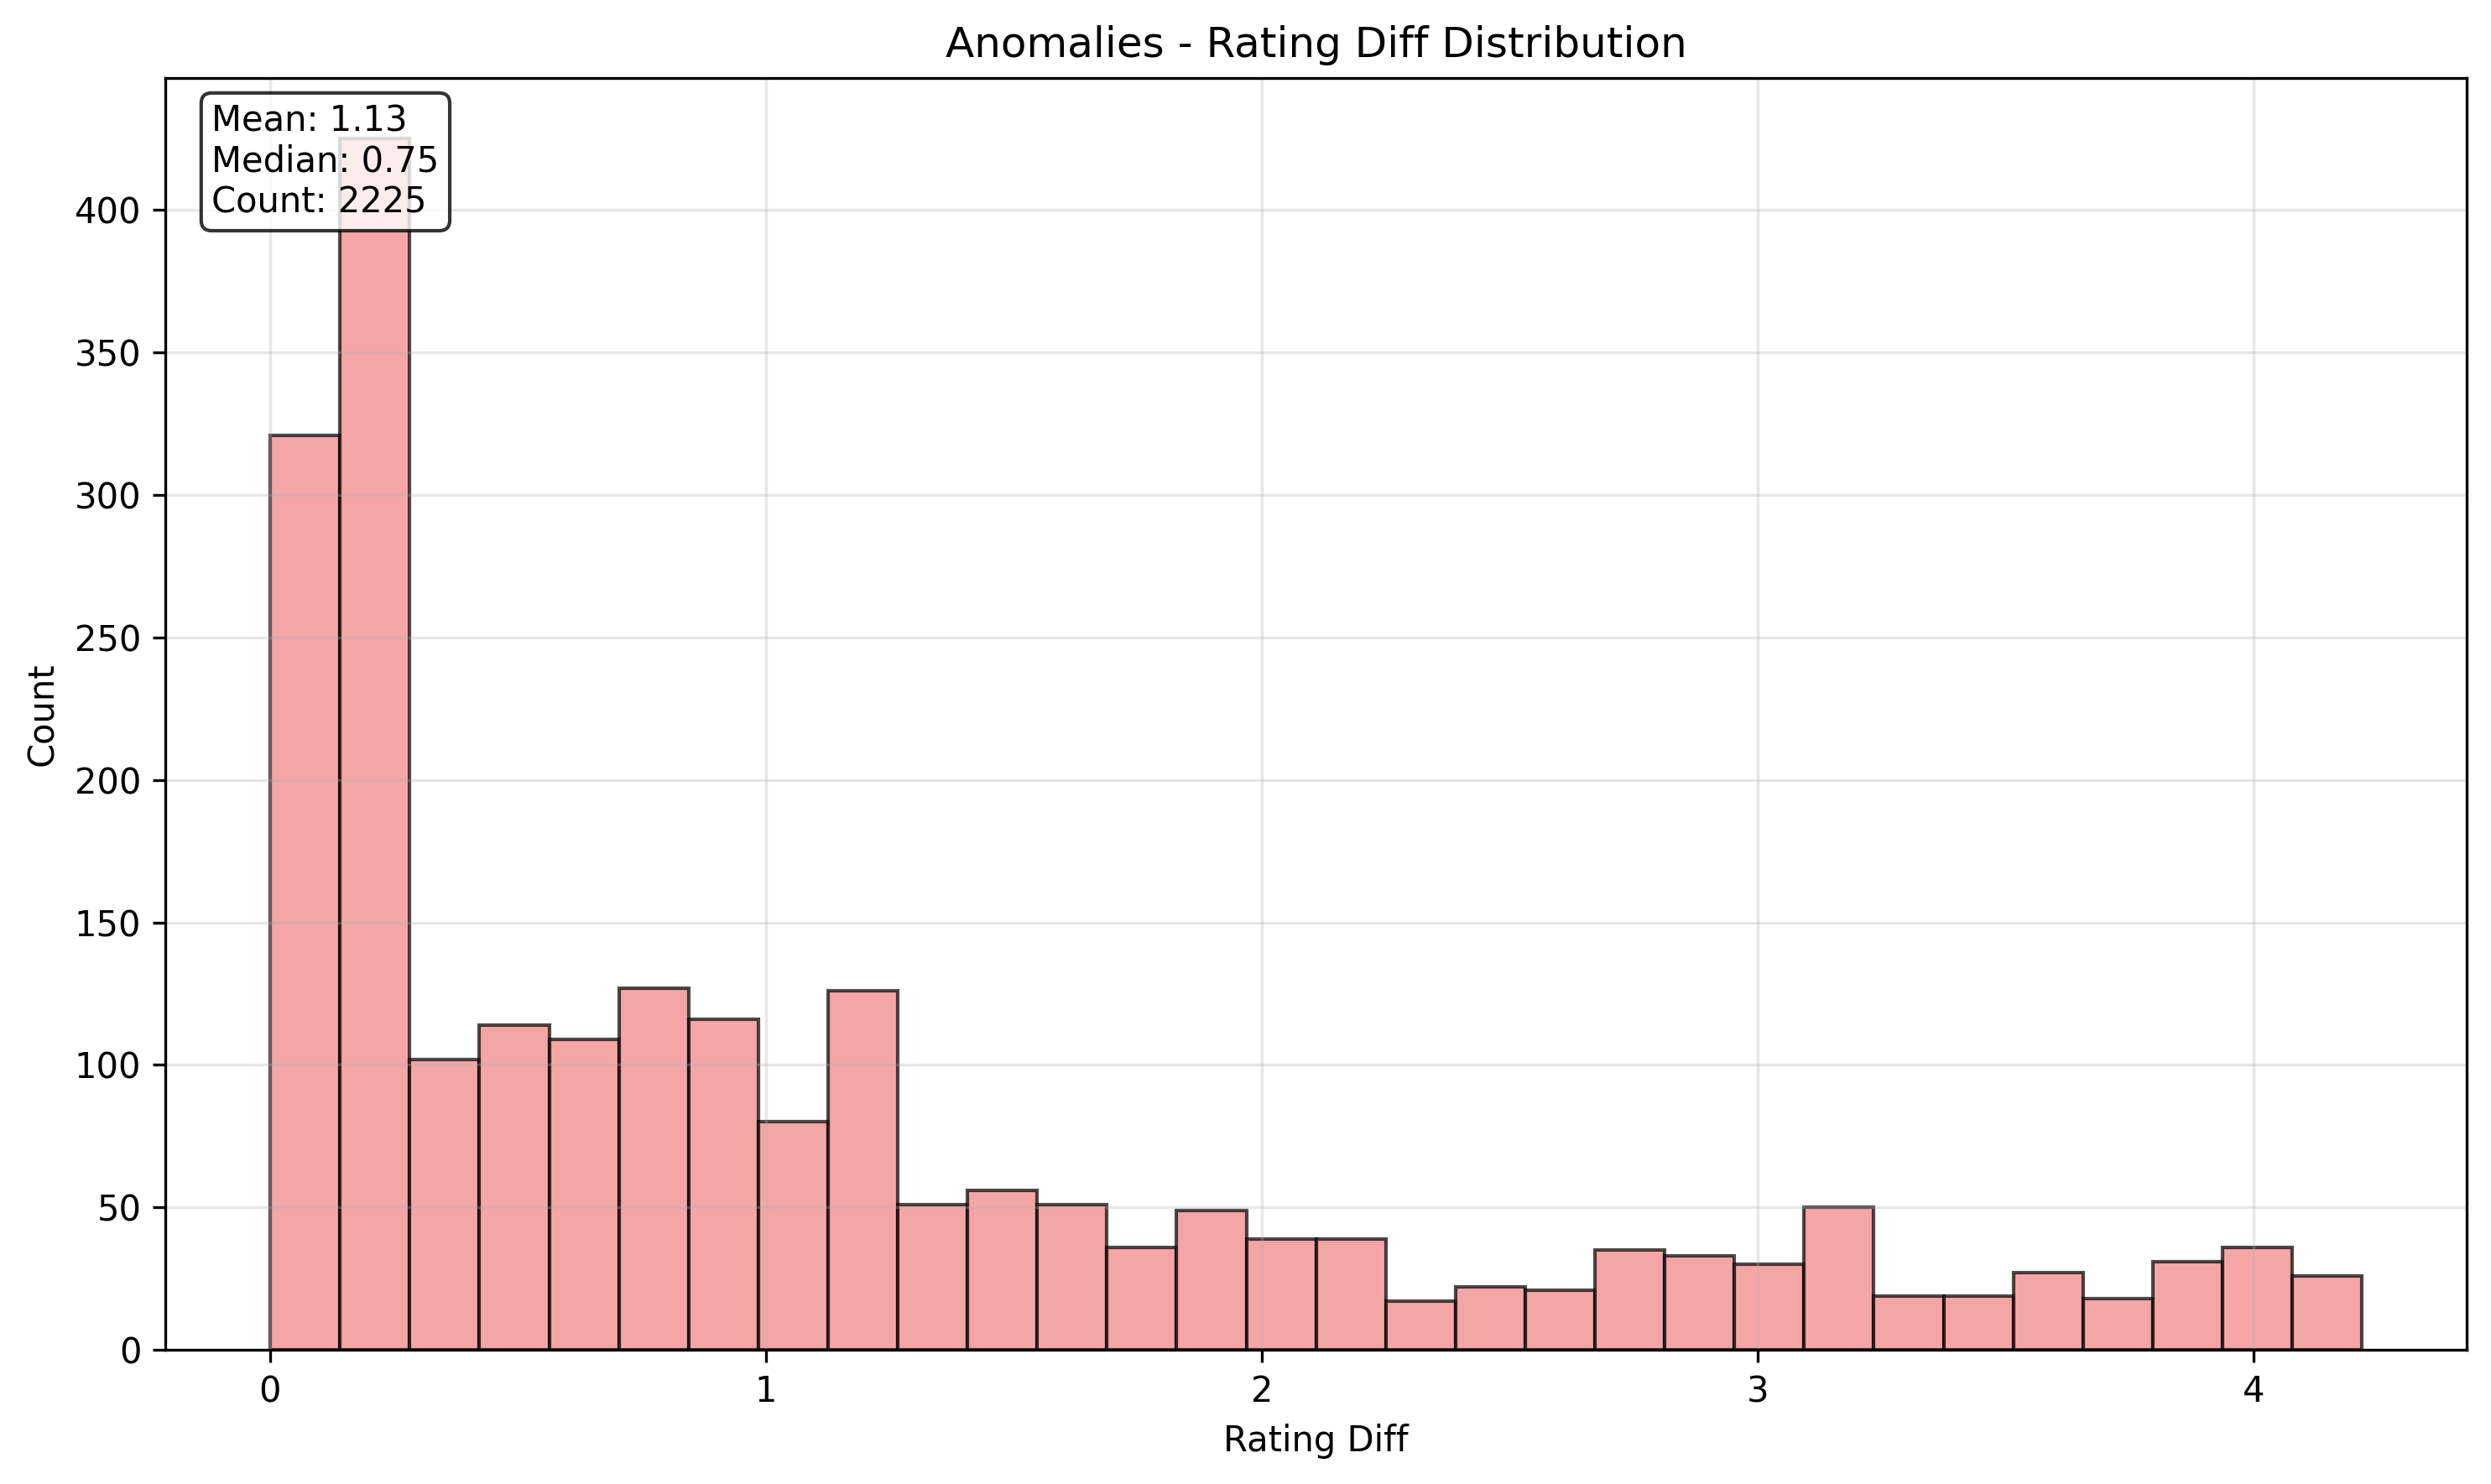 Anomalies - Rating Diff Distribution
Mean: 1.13
Median: 0.75
Count: 2225
400
350
300
250
200
150
100
50
0
Count
0 1 2 3 4
Rating Diff